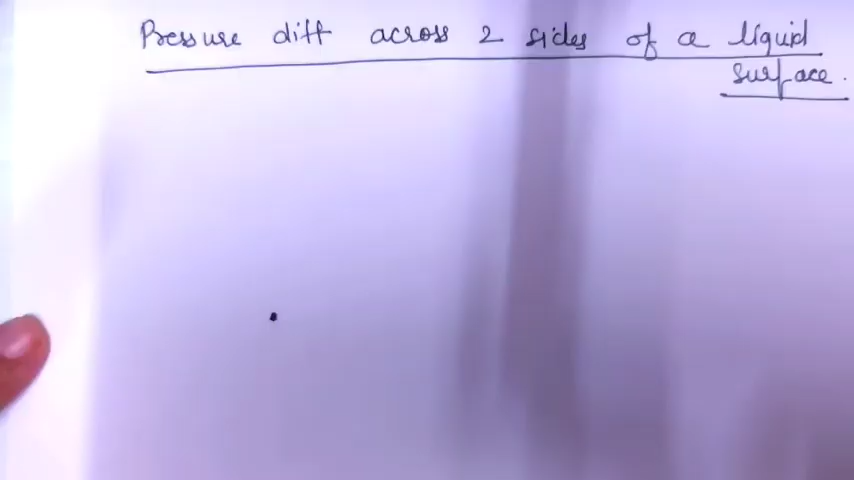 Pressure diff across 2 sides of a liquid
surface.